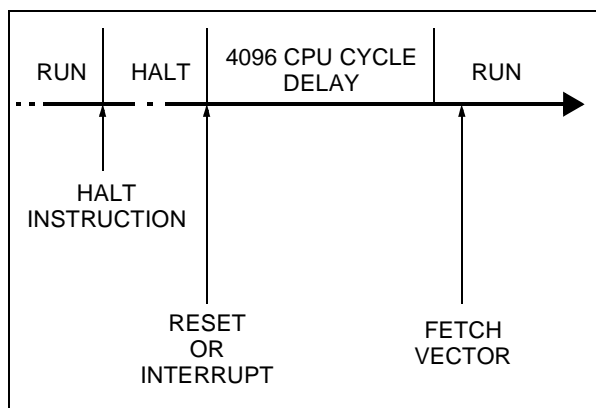 RUN
HALT
4096 CPU CYCLE
DELAY
RUN
HALT
INSTRUCTION
RESET
OR
INTERRUPT
FETCH
VECTOR